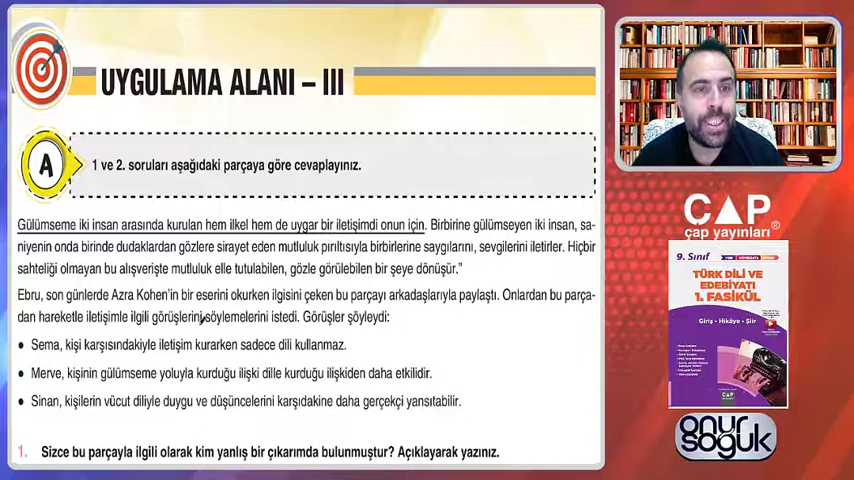 UYGULAMA ALANI – III
A
1 ve 2. soruları aşağıdaki parçaya göre cevaplayınız.
Gülümseme iki insan arasında kurulan hem ilkel hem de uygar bir iletişimdi onun için. Birbirine gülümseyen iki insan, sa-
niyenin onda birinde dudaklardan gözlere sirayet eden mutluluk pırıltısıyla birbirlerine saygılarını, sevgilerini iletirler. Hiçbir
sahteliği olmayan bu alışverişte mutluluk elle tutulabilen, gözle görülebilen bir şeye dönüşür.”
Ebru, son günlerde Azra Kohen’in bir eserini okurken ilgisini çeken bu parçayı arkadaşlarıyla paylaştı. Onlardan bu parça-
dan hareketle iletişimle ilgili görüşlerini söylemelerini istedi. Görüşler şöyleydi:
• Sema, kişi karşısındakiyle iletişim kurarken sadece dili kullanmaz.
• Merve, kişinin gülümseme yoluyla kurduğu ilişki dille kurduğu ilişkiden daha etkilidir.
• Sinan, kişilerin vücut diliyle duygu ve düşüncelerini karşıdakine daha gerçekçi yansıtabilir.
1. Sizce bu parçayla ilgili olarak kim yanlış bir çıkarımda bulunmuştur? Açıklayarak yazınız.
ÇAP
çap yayınları®
9. Sınıf
TÜRK DİLİ VE
EDEBİYATI
1. FASİKÜL
Giriş - Hikâye - Şiir
ÇAP
onur
soğuk